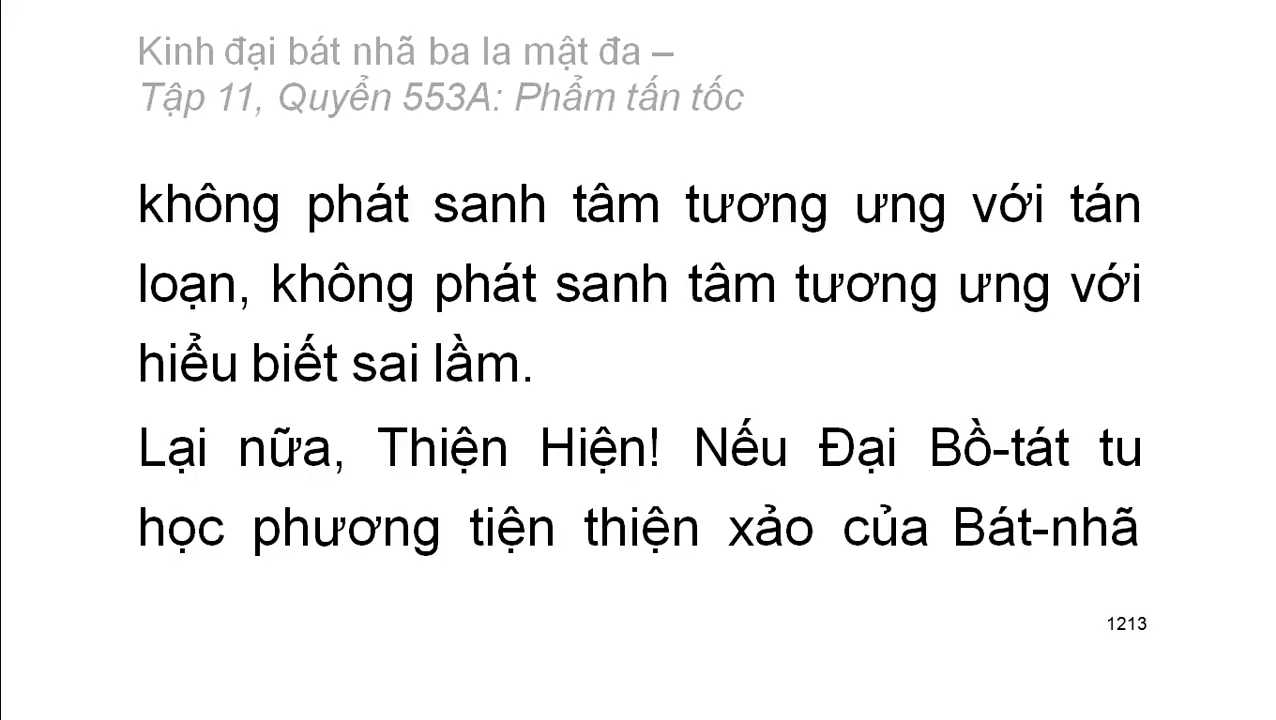 Kinh đại bát nhã ba la mật đa –
Tập 11, Quyển 553A: Phẩm tấn tốc
không phát sanh tâm tương ưng với tán
loạn, không phát sanh tâm tương ưng với
hiểu biết sai lầm.
Lại nữa, Thiện Hiện! Nếu Đại Bồ-tát tu
học phương tiện thiện xảo của Bát-nhã
1213